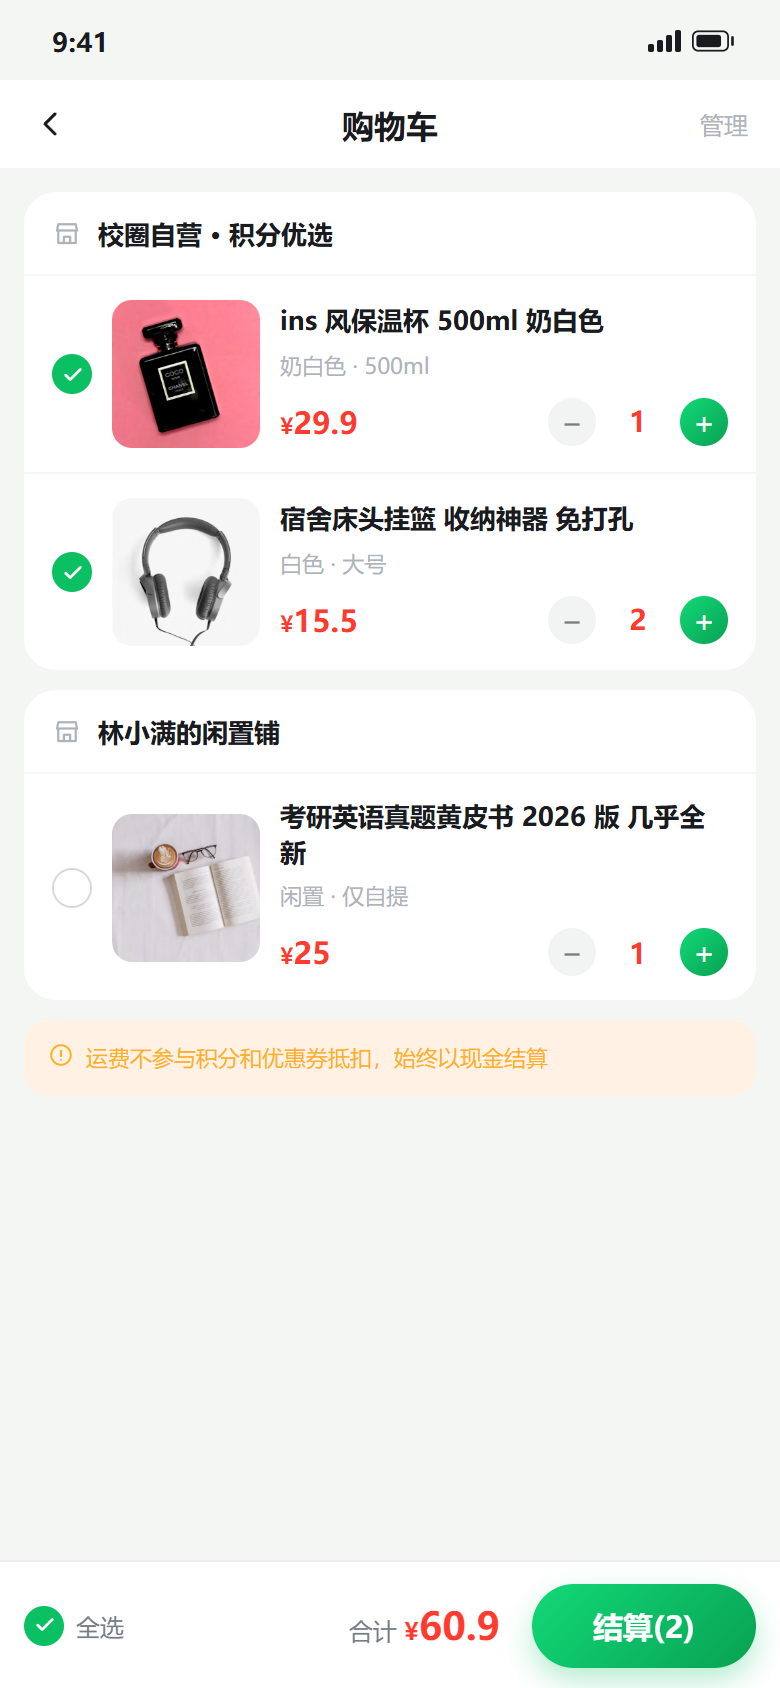 9:41
购物车
管理
校圈自营·积分优选
ins 风保温杯 500ml 奶白色
奶白色 · 500ml
¥29.9
− 1 +
宿舍床头挂篮 收纳神器 免打孔
白色 · 大号
¥15.5
− 2 +
林小满的闲置铺
考研英语真题黄皮书 2026 版 几乎全
新
闲置 · 仅自提
¥25
− 1 +
运费不参与积分和优惠券抵扣，始终以现金结算
全选
合计 ¥60.9
结算(2)
COCO
CHANEL